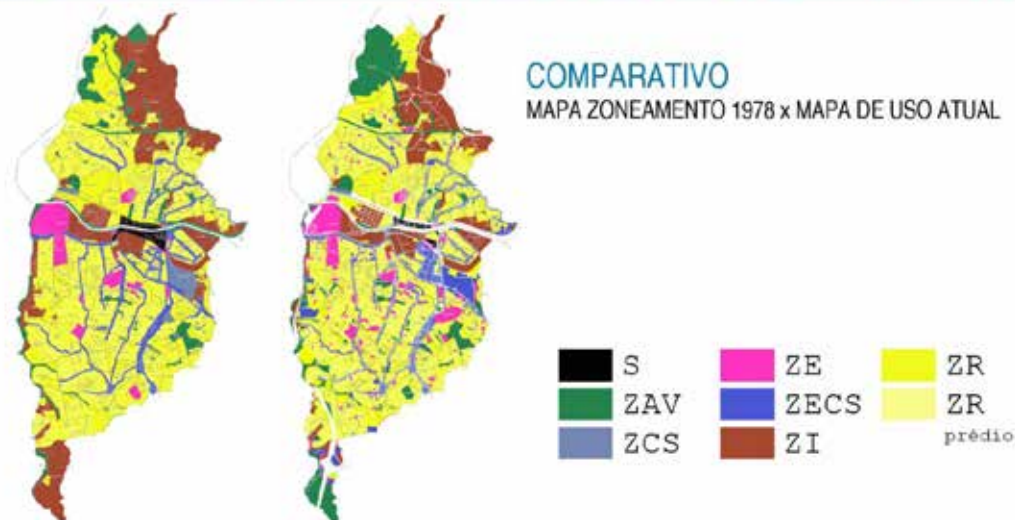 COMPARATIVO
MAPA ZONEAMENTO 1978 x MAPA DE USO ATUAL
S
ZE
ZR
ZAV
ZECS
ZR
prédio
ZCS
ZI